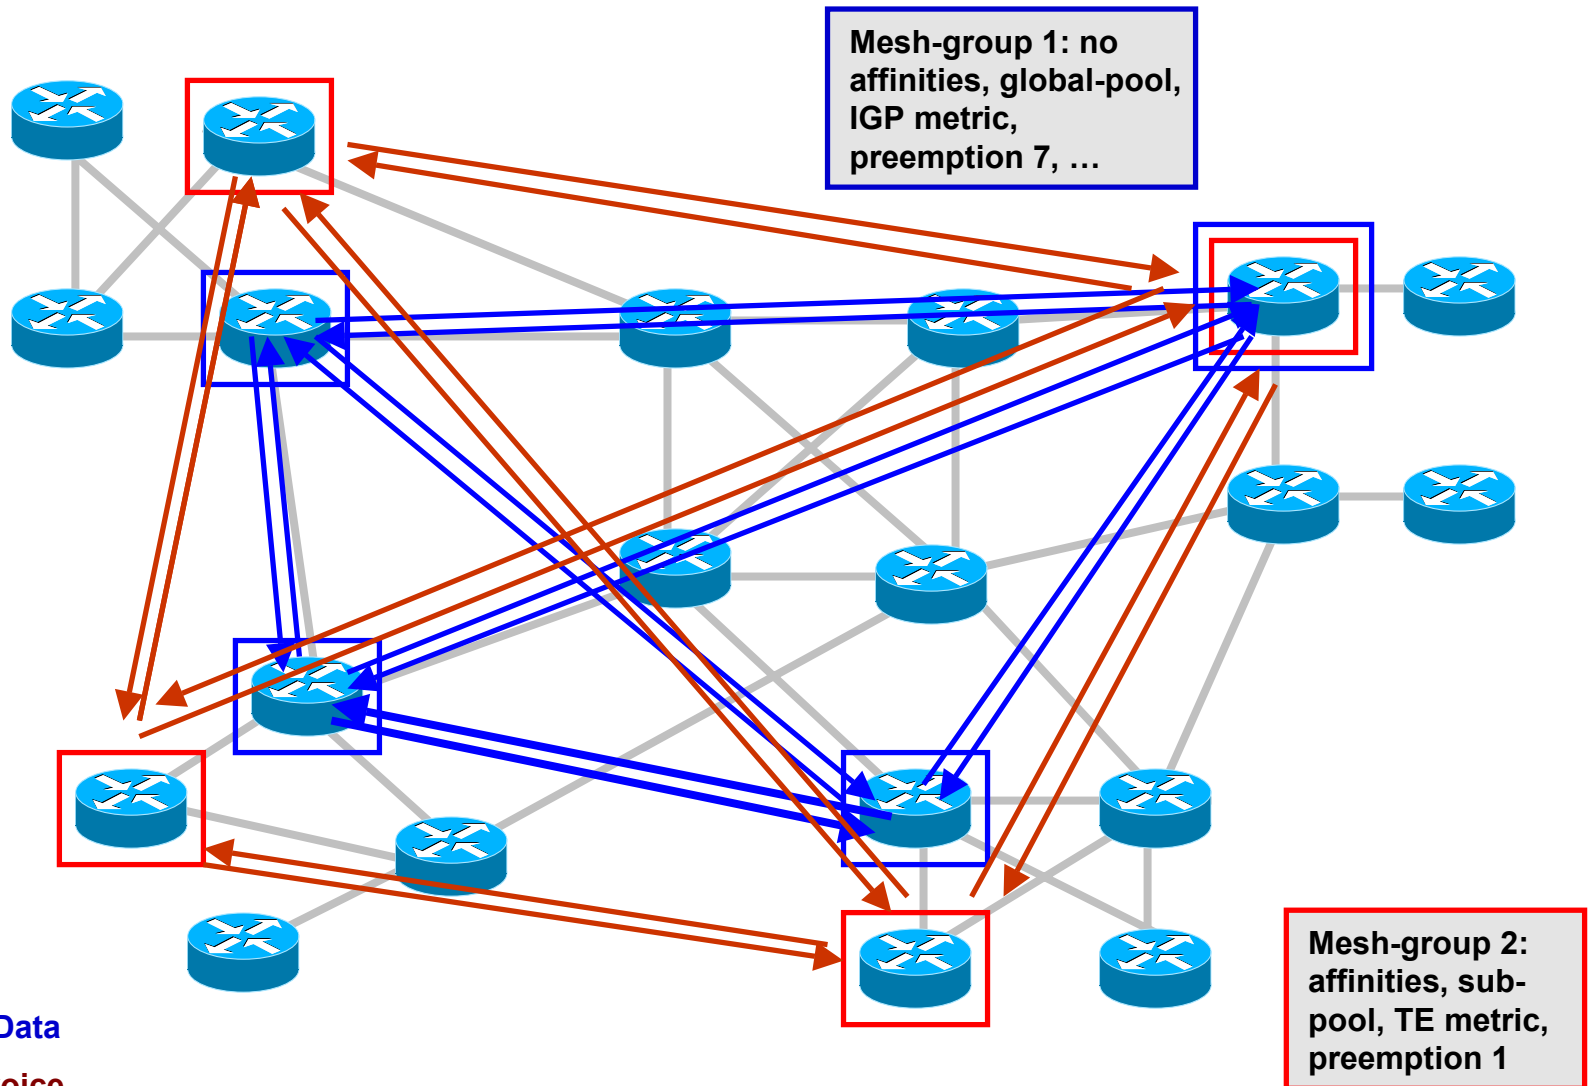 Mesh-group 1: no
affinities, global-pool,
IGP metric,
preemption 7, …
Mesh-group 2:
affinities, sub-
pool, TE metric,
preemption 1
Data
oice